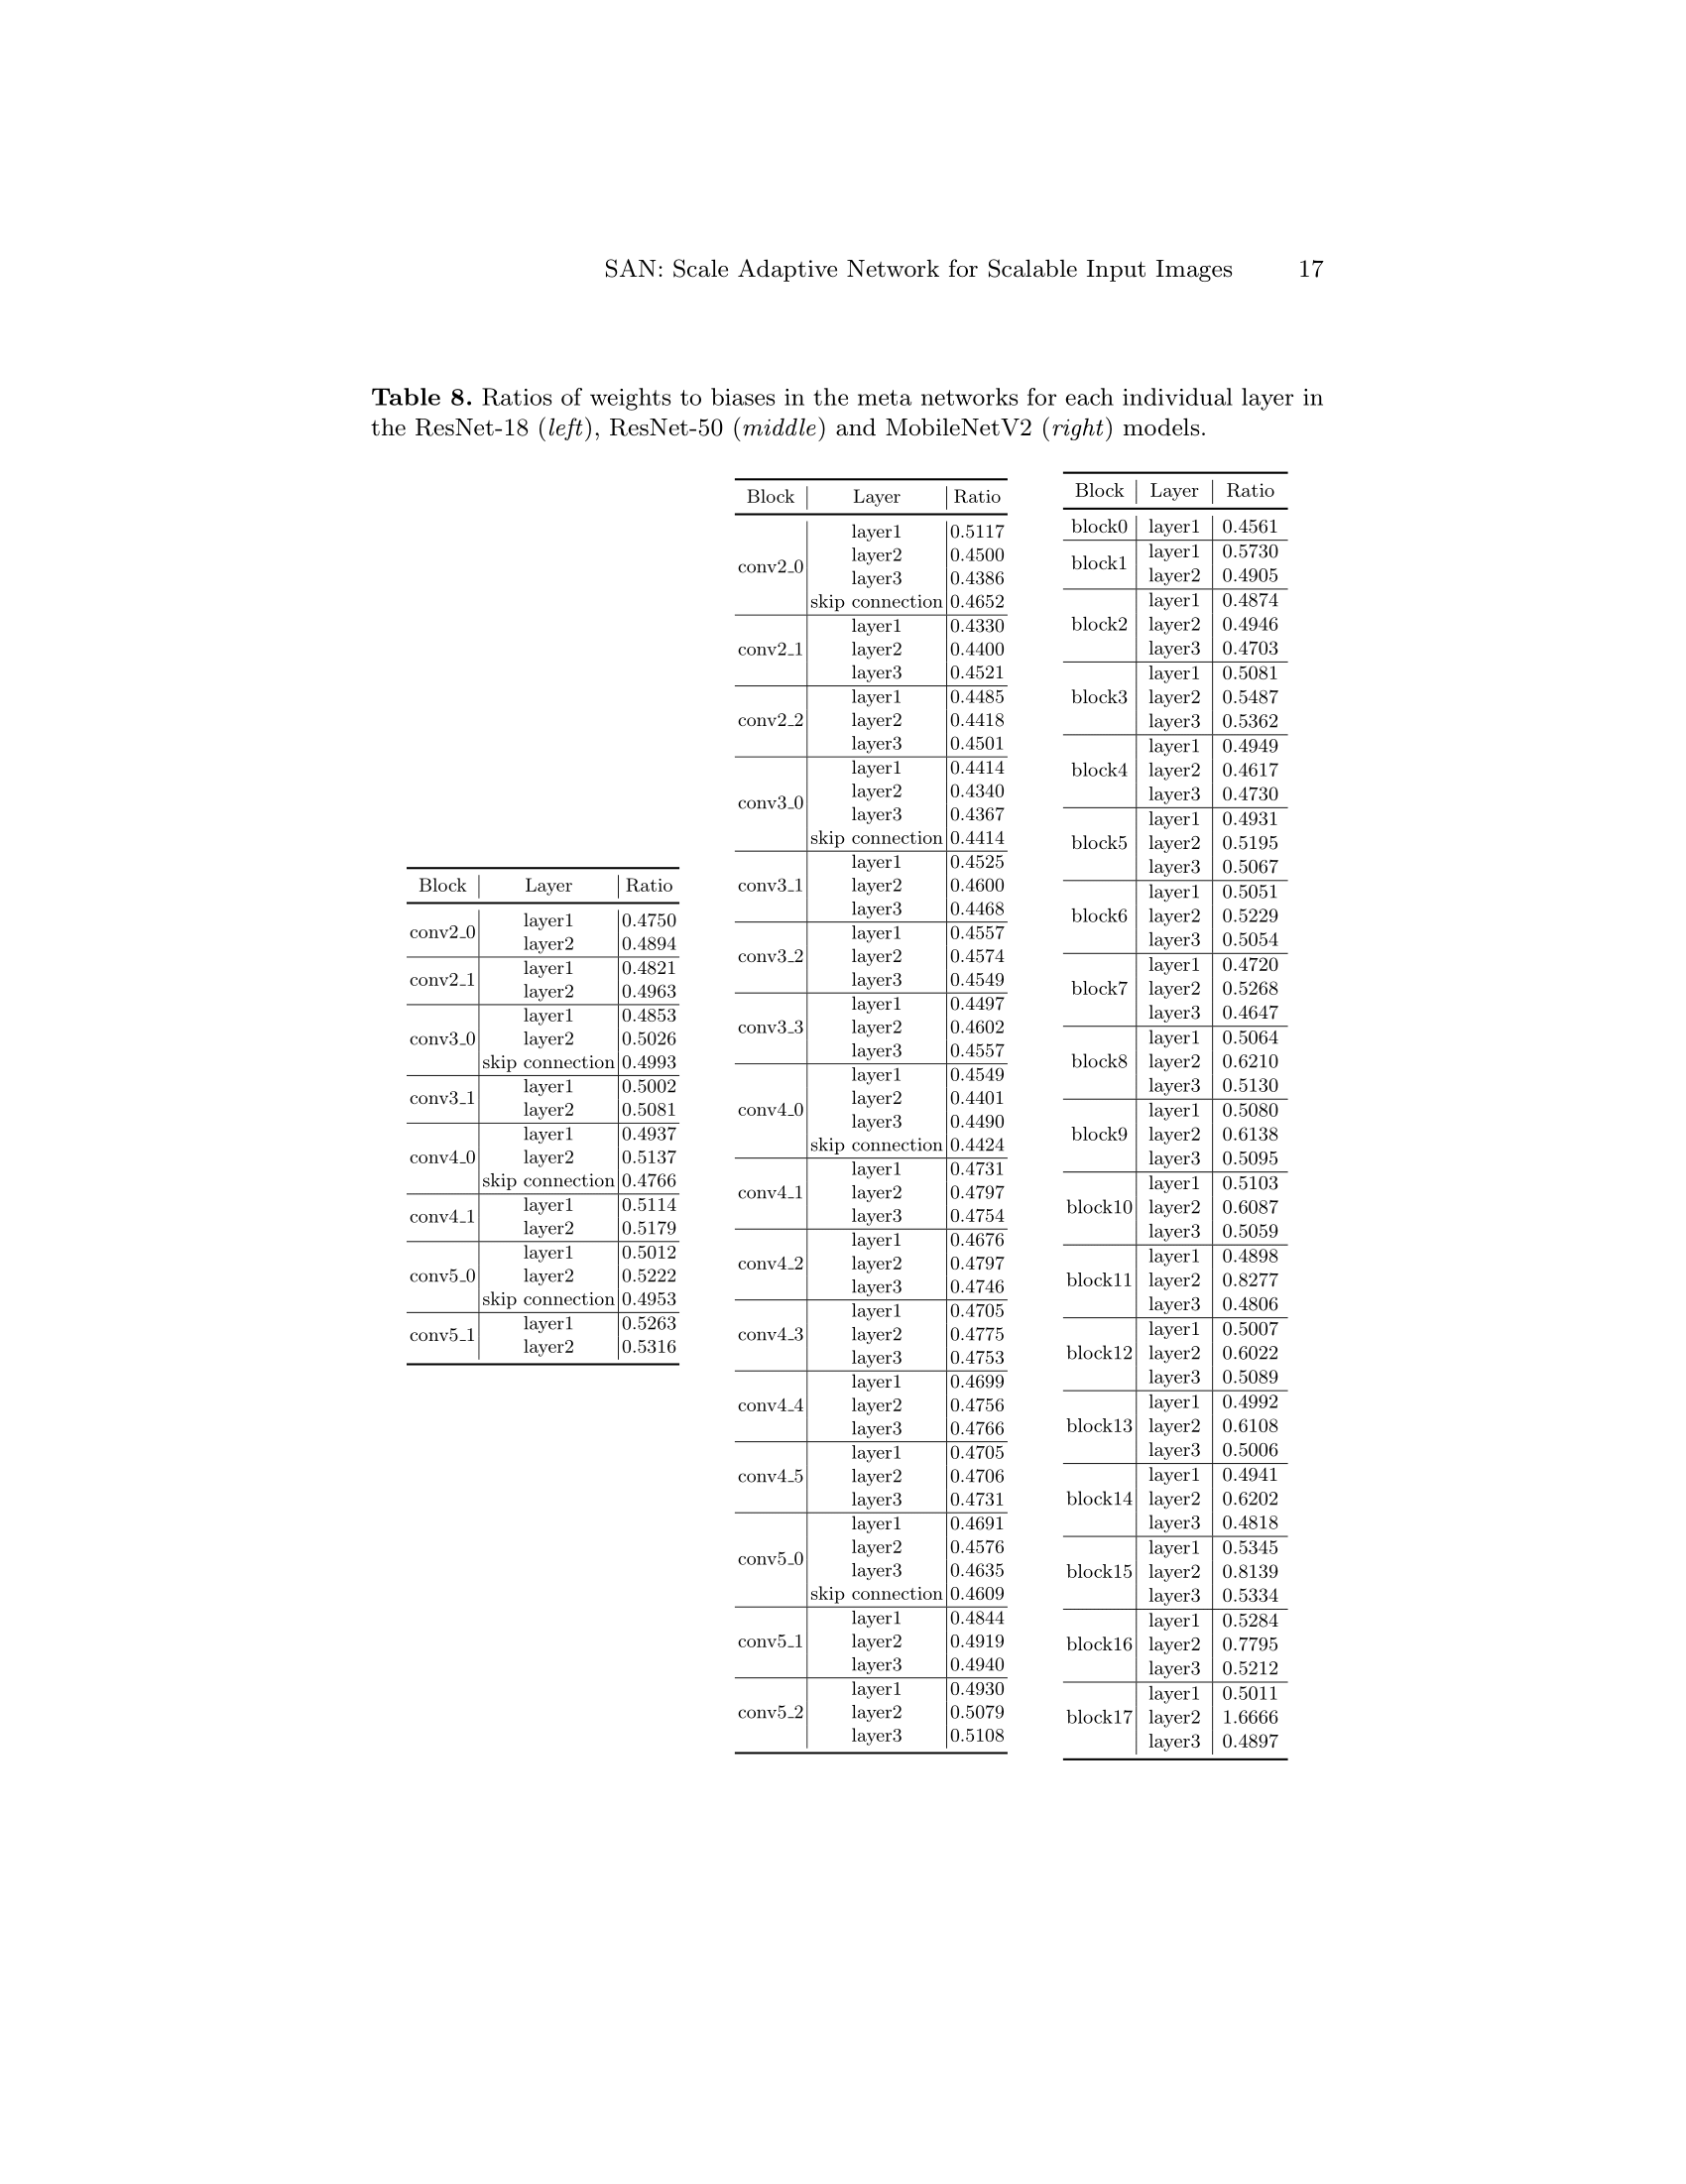 SAN: Scale Adaptive Network for Scalable Input Images 17
Table 8. Ratios of weights to biases in the meta networks for each individual layer in
the ResNet-18 (left), ResNet-50 (middle) and MobileNetV2 (right) models.
Block Layer Ratio
conv2_0 layer1 0.4750
layer2 0.4894
conv2_1 layer1 0.4821
layer2 0.4963
conv3_0 layer1 0.4853
layer2 0.5026
skip connection 0.4993
conv3_1 layer1 0.5002
layer2 0.5081
conv4_0 layer1 0.4937
layer2 0.5137
skip connection 0.4766
conv4_1 layer1 0.5114
layer2 0.5179
conv5_0 layer1 0.5012
layer2 0.5222
skip connection 0.4953
conv5_1 layer1 0.5263
layer2 0.5316
Block Layer Ratio
conv2_0 layer1 0.5117
layer2 0.4500
layer3 0.4386
skip connection 0.4652
conv2_1 layer1 0.4330
layer2 0.4400
layer3 0.4521
conv2_2 layer1 0.4485
layer2 0.4418
layer3 0.4501
conv3_0 layer1 0.4414
layer2 0.4340
layer3 0.4367
skip connection 0.4414
conv3_1 layer1 0.4525
layer2 0.4600
layer3 0.4468
conv3_2 layer1 0.4557
layer2 0.4574
layer3 0.4549
conv3_3 layer1 0.4497
layer2 0.4602
layer3 0.4557
conv4_0 layer1 0.4549
layer2 0.4401
layer3 0.4490
skip connection 0.4424
conv4_1 layer1 0.4731
layer2 0.4797
layer3 0.4754
conv4_2 layer1 0.4676
layer2 0.4797
layer3 0.4746
conv4_3 layer1 0.4705
layer2 0.4775
layer3 0.4753
conv4_4 layer1 0.4699
layer2 0.4756
layer3 0.4766
conv4_5 layer1 0.4705
layer2 0.4706
layer3 0.4731
conv5_0 layer1 0.4691
layer2 0.4576
layer3 0.4635
skip connection 0.4609
conv5_1 layer1 0.4844
layer2 0.4919
layer3 0.4940
conv5_2 layer1 0.4930
layer2 0.5079
layer3 0.5108
Block Layer Ratio
block0 layer1 0.4561
block1 layer1 0.5730
layer2 0.4905
block2 layer1 0.4874
layer2 0.4946
layer3 0.4703
block3 layer1 0.5081
layer2 0.5487
layer3 0.5362
block4 layer1 0.4949
layer2 0.4617
layer3 0.4730
block5 layer1 0.4931
layer2 0.5195
layer3 0.5067
block6 layer1 0.5051
layer2 0.5229
layer3 0.5054
block7 layer1 0.4720
layer2 0.5268
layer3 0.4647
block8 layer1 0.5064
layer2 0.6210
layer3 0.5130
block9 layer1 0.5080
layer2 0.6138
layer3 0.5095
block10 layer1 0.5103
layer2 0.6087
layer3 0.5059
block11 layer1 0.4898
layer2 0.8277
layer3 0.4806
block12 layer1 0.5007
layer2 0.6022
layer3 0.5089
block13 layer1 0.4992
layer2 0.6108
layer3 0.5006
block14 layer1 0.4941
layer2 0.6202
layer3 0.4818
block15 layer1 0.5345
layer2 0.8139
layer3 0.5334
block16 layer1 0.5284
layer2 0.7795
layer3 0.5212
block17 layer1 0.5011
layer2 1.6666
layer3 0.4897